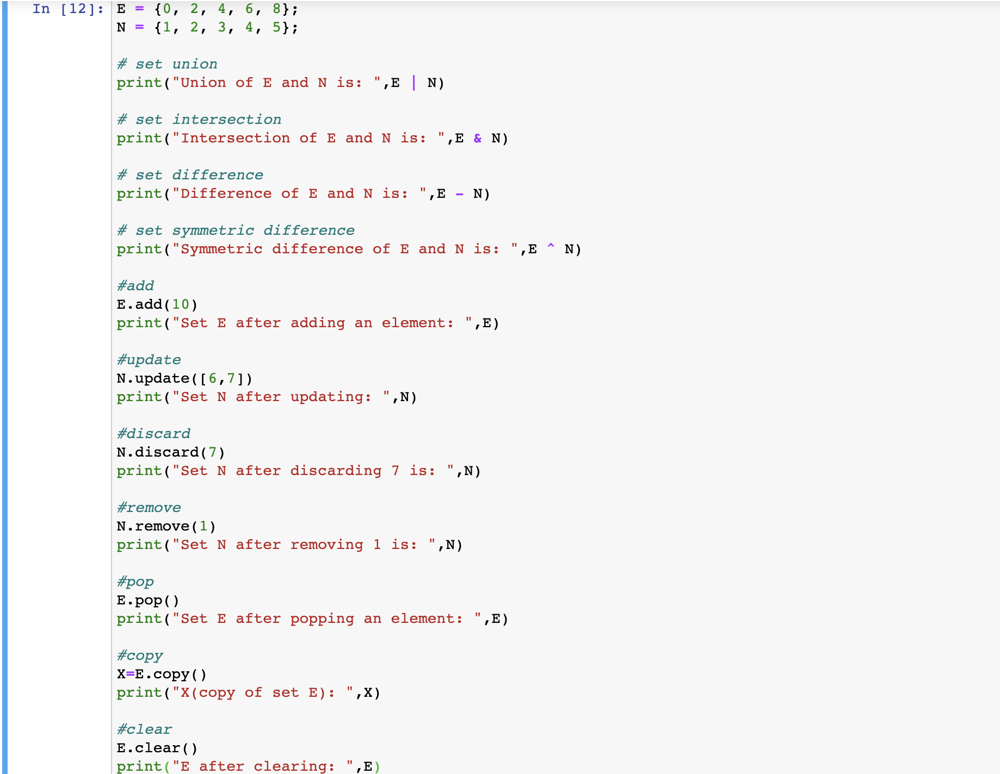 In [12]: E = {0, 2, 4, 6, 8};
N = {1, 2, 3, 4, 5};
# set union
print("Union of E and N is: ",E | N)
# set intersection
print("Intersection of E and N is: ",E & N)
# set difference
print("Difference of E and N is: ",E - N)
# set symmetric difference
print("Symmetric difference of E and N is: ",E ^ N)
#add
E.add(10)
print("Set E after adding an element: ",E)
#update
N.update([6,7])
print("Set N after updating: ",N)
#discard
N.discard(7)
print("Set N after discarding 7 is: ",N)
#remove
N.remove(1)
print("Set N after removing 1 is: ",N)
#pop
E.pop()
print("Set E after popping an element: ",E)
#copy
X=E.copy()
print("X(copy of set E): ",X)
#clear
E.clear()
print("E after clearing: ",E)